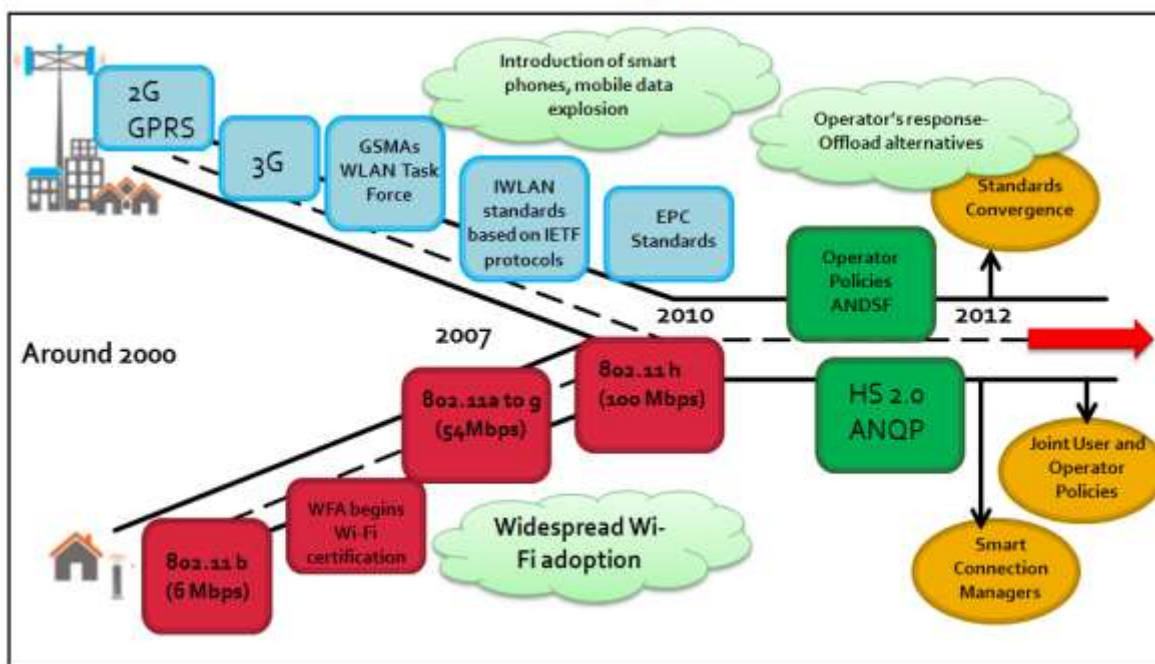 2G
GPRS
3G
GSMAs
WLAN Task
Force
IWLAN
standards
based on IETF
protocols
EPC
Standards
Introduction of smart
phones, mobile data
explosion
Operator's response-
Offload alternatives
Standards
Convergence
Operator
Policies
ANDSF
2007
2010
2012
Around 2000
802.11 b
(6 Mbps)
WFA begins
Wi-Fi
certification
802.11a to g
(54Mbps)
802.11 h
(100 Mbps)
HS 2.0
ANQP
Widespread Wi-
Fi adoption
Joint User and
Operator
Policies
Smart
Connection
Managers